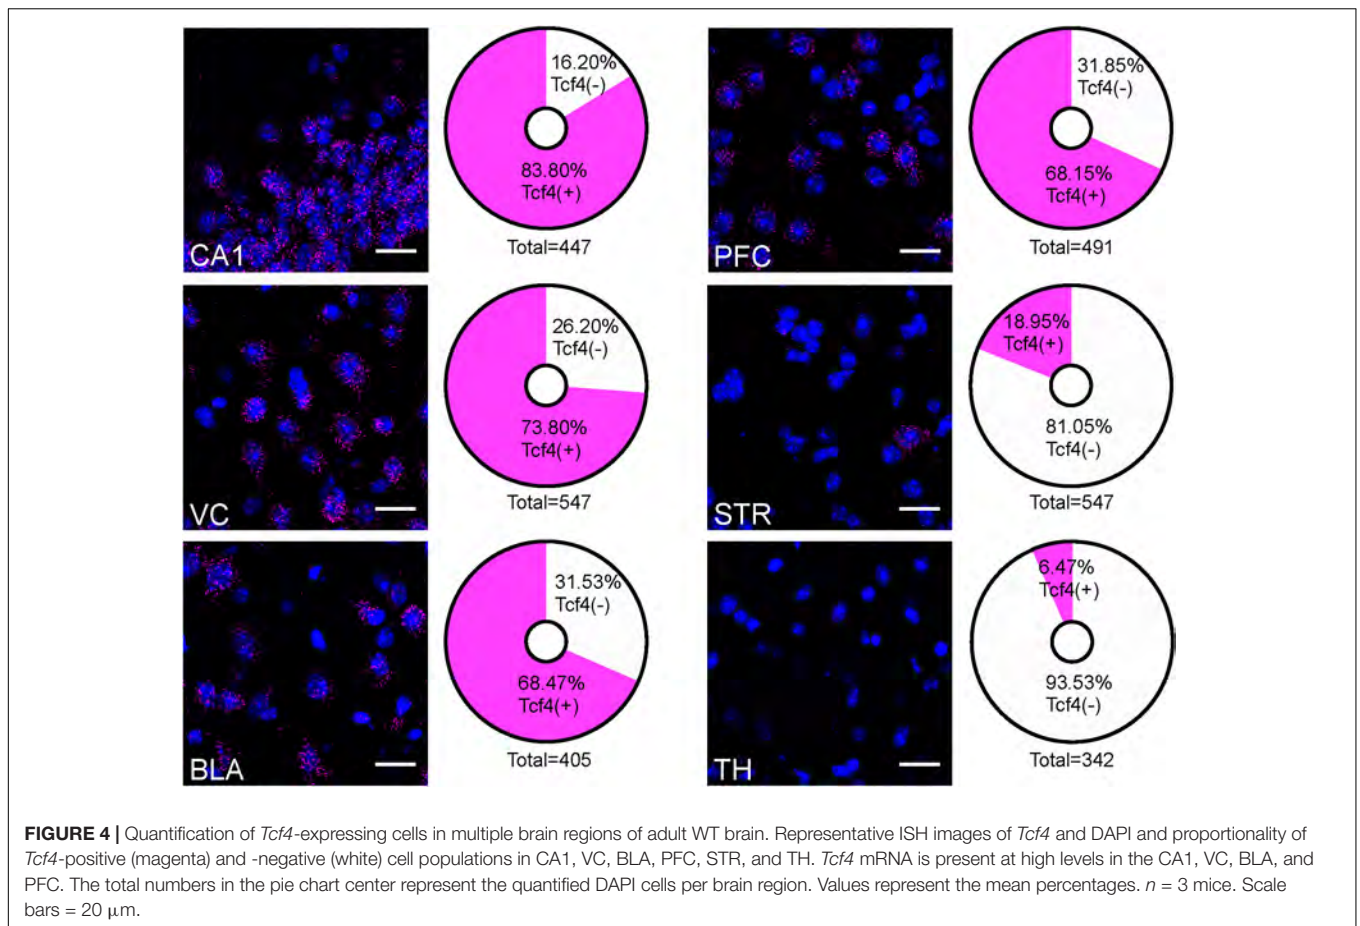 16.20%
Tcf4(-)
83.80%
Tcf4(+)
CA1
Total=447
31.85%
Tcf4(-)
68.15%
Tcf4(+)
PFC
Total=491
26.20%
Tcf4(-)
73.80%
Tcf4(+)
VC
Total=547
18.95%
Tcf4(+)
81.05%
Tcf4(-)
STR
Total=547
31.53%
Tcf4(-)
68.47%
Tcf4(+)
BLA
Total=405
6.47%
Tcf4(+)
93.53%
Tcf4(-)
TH
Total=342
FIGURE 4 | Quantification of Tcf4-expressing cells in multiple brain regions of adult WT brain. Representative ISH images of Tcf4 and DAPI and proportionality of
Tcf4-positive (magenta) and -negative (white) cell populations in CA1, VC, BLA, PFC, STR, and TH. Tcf4 mRNA is present at high levels in the CA1, VC, BLA, and
PFC. The total numbers in the pie chart center represent the quantified DAPI cells per brain region. Values represent the mean percentages. n = 3 mice. Scale
bars = 20 μm.